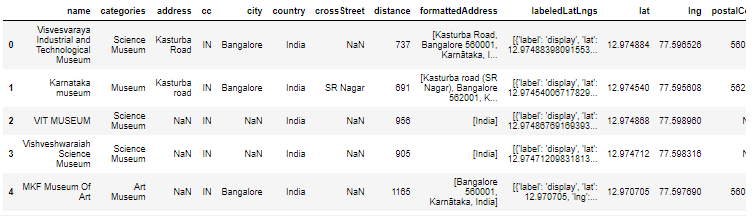 name categories address cc city country crossStreet distance formattedAddress labeledLatLngs lat lng postalCo
0 Visvesvaraya Industrial and Technological Museum Science Museum Kasturba Road IN Bangalore India NaN 737 [Kasturba Road, Bangalore 560001, Karnātaka, I... [{'label': 'display', 'lat': 12.97488398091553... 12.974884 77.596526 560
1 Karnataka museum Museum Kasturba road IN Bangalore India SR Nagar 691 [Kasturba road (SR Nagar), Bangalore 562001, K... [{'label': 'display', 'lat': 12.97454006717829... 12.974540 77.595608 562
2 VIT MUSEUM Science Museum NaN IN NaN India NaN 956 [India] [{'label': 'display', 'lat': 12.97486769169393... 12.974868 77.598960 N
3 Vishveshwaraiah Science Museum Science Museum NaN IN NaN India NaN 905 [India] [{'label': 'display', 'lat': 12.97471209831813... 12.974712 77.598316 N
4 MKF Museum Of Art Art Museum NaN IN Bangalore India NaN 1165 [Bangalore 560001, Karnātaka, India] [{'label': 'display', 'lat': 12.970705, 'lng':... 12.970705 77.597690 560